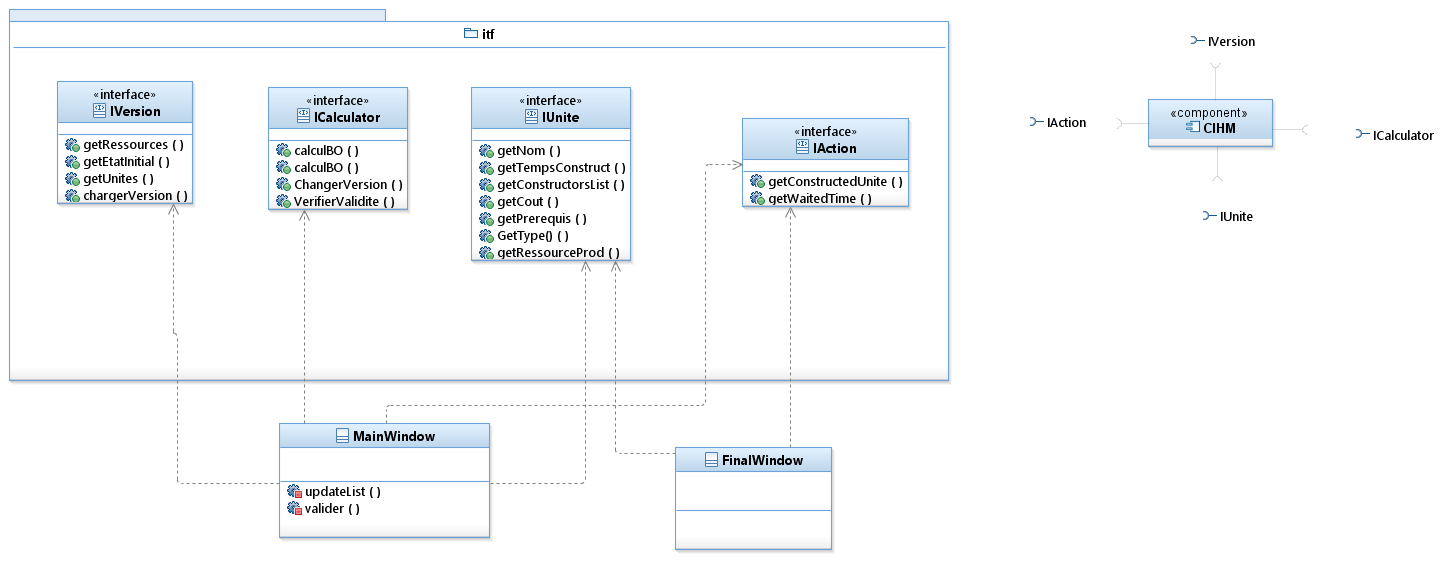 itf
«interface»
IVersion
getRessources ( )
getEtatInitial ( )
getUnites ( )
chargerVersion ( )
«interface»
ICalculator
calculBO ( )
calculBO ( )
ChangerVersion ( )
VerifierValidite ( )
«interface»
IUnite
getNom ( )
getTempsConstruct ( )
getConstructorsList ( )
getCout ( )
getPrerequis ( )
GetType() ( )
getRessourceProd ( )
«interface»
IAction
getConstructedUnite ( )
getWaitedTime ( )
MainWindow
updateList ( )
valider ( )
FinalWindow
IVersion
IAction
«component»
CIHM
ICalculator
IUnite